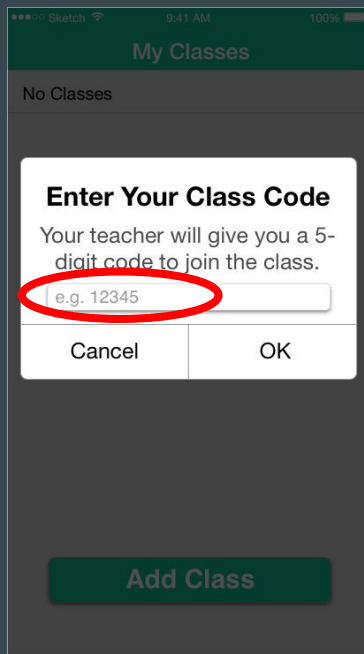 Sketch 9:41 AM 100%
My Classes
No Classes
Enter Your Class Code
Your teacher will give you a 5-
digit code to join the class.
e.g. 12345
Cancel OK
Add Class